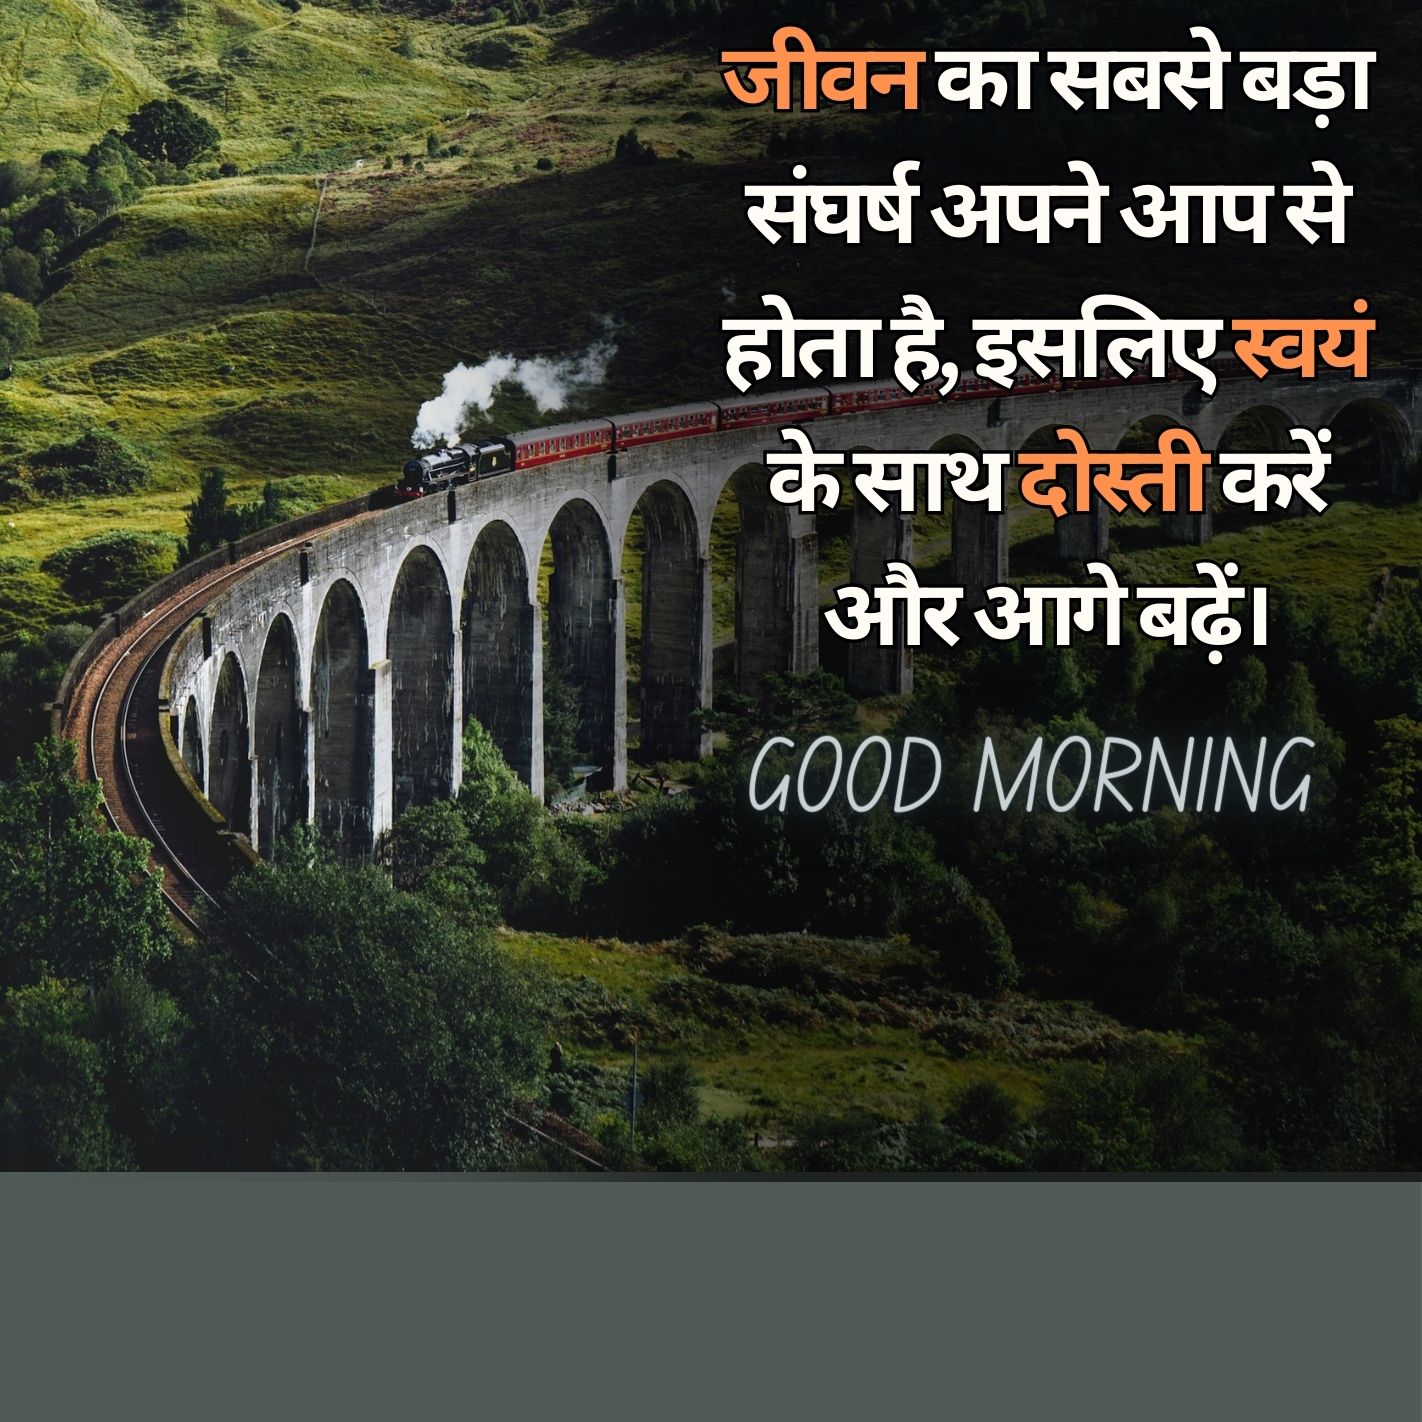 जीवन का सबसे बड़ा
संघर्ष अपने आप से
होता है, इसलिए स्वयं
के साथ दोस्ती करें
और आगे बढ़ें।
GOOD MORNING